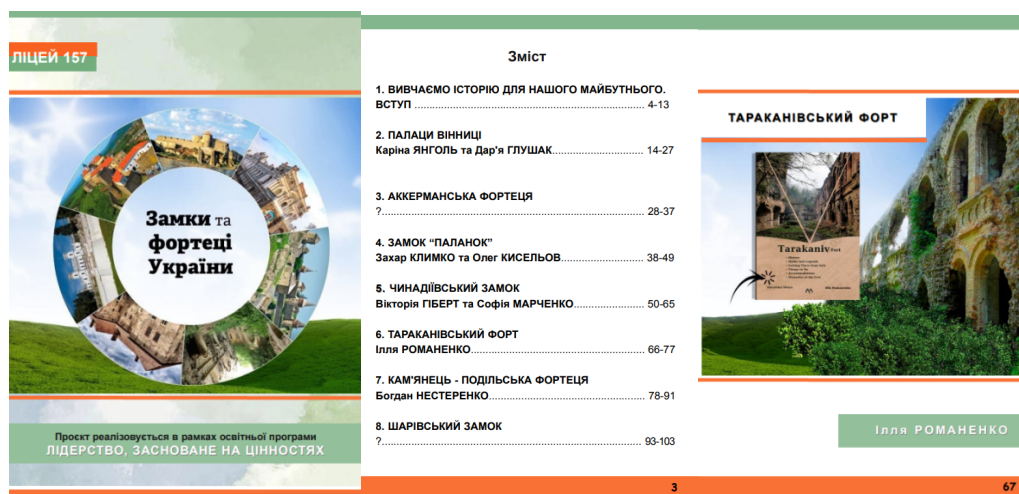 ЛІЦЕЙ 157
Замки та
фортеці
України
Проєкт реалізовується в рамках освітньої програми
ЛІДЕРСТВО, ЗАСНОВАНЕ НА ЦІННОСТЯХ
Зміст
1. ВИВЧАЄМО ІСТОРІЮ ДЛЯ НАШОГО МАЙБУТНЬОГО.
ВСТУП ........................................................... 4-13
2. ПАЛАЦИ ВІННИЦІ
Каріна ЯНГОЛЬ та Дар'я ГЛУШАК............................. 14-27
3. АККЕРМАНСЬКА ФОРТЕЦЯ
?.................................................................... 28-37
4. ЗАМОК “ПАЛАНОК”
Захар КЛИМКО та Олег КИСЕЛЬОВ.......................... 38-49
5. ЧИНАДІЇВСЬКИЙ ЗАМОК
Вікторія ГІБЕРТ та Софія МАРЧЕНКО...................... 50-65
6. ТАРАКАНІВСЬКИЙ ФОРТ
Ілля РОМАНЕНКО............................................. 66-77
7. КАМ'ЯНЕЦЬ - ПОДІЛЬСЬКА ФОРТЕЦЯ
Богдан НЕСТЕРЕНКО........................................ 78-91
8. ШАРІВСЬКИЙ ЗАМОК
?................................................................... 93-103
3
ТАРАКАНІВСЬКИЙ ФОРТ
Tarakaniv Fort
Ілля РОМАНЕНКО
67